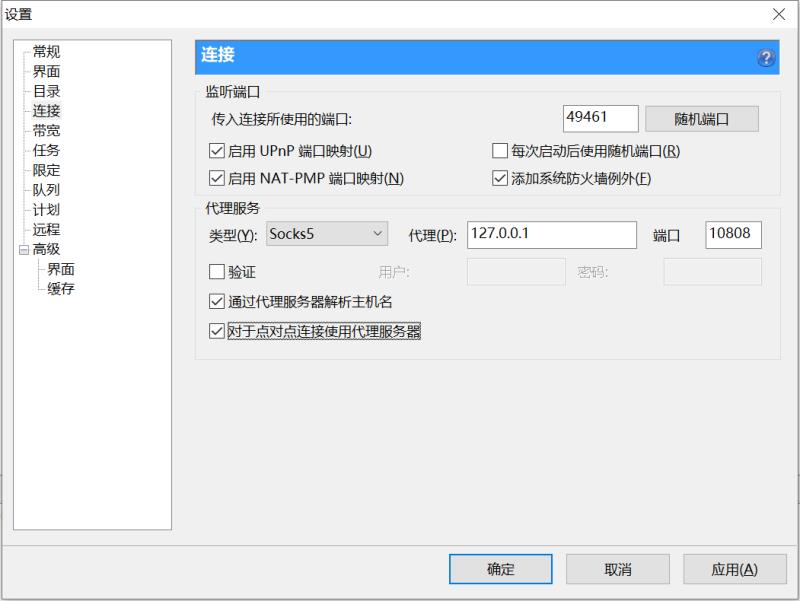 设置
常规
界面
目录
连接
带宽
任务
限定
队列
计划
远程
高级
界面
缓存
连接
监听端口
传入连接所使用的端口: 49461 随机端口
启用 UPnP 端口映射(U) 每次启动后使用随机端口(R)
启用 NAT-PMP 端口映射(N) 添加系统防火墙例外(F)
代理服务
类型(Y): Socks5 代理(P): 127.0.0.1 端口 10808
验证 用户: 密码:
通过代理服务器解析主机名
对于点对点连接使用代理服务器
确定 取消 应用(A)